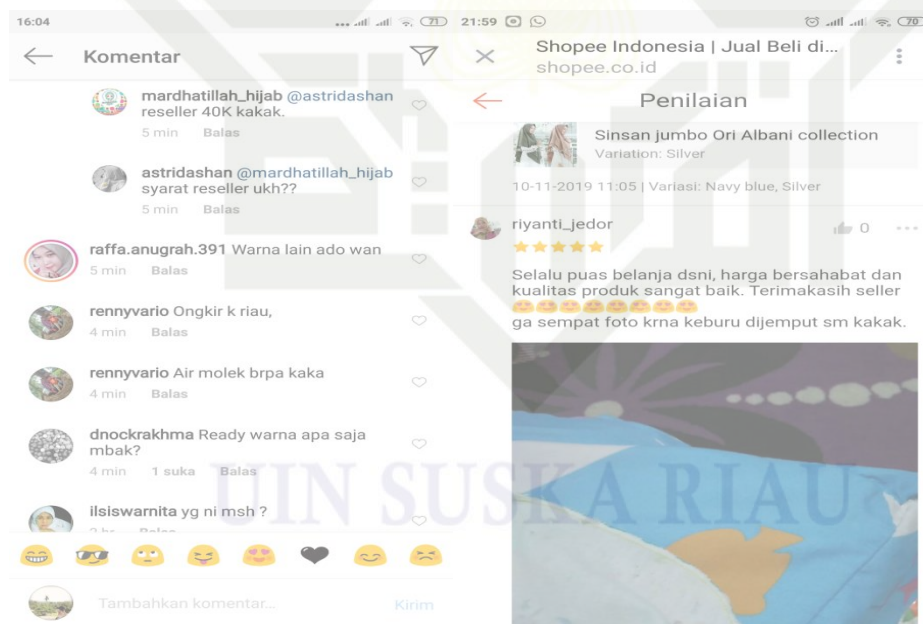 16:04
71
Komentar
mardhatillah_hijab @astridashan
reseller 40K kakak.
5 min Balas
astridashan @mardhatillah_hijab
syarat reseller ukh??
5 min Balas
raffa.anugrah.391 Warna lain ado wan
5 min Balas
rennyvario Ongkir k riau,
4 min Balas
rennyvario Air molek brpa kaka
4 min Balas
dnockrakhma Ready warna apa saja
mbak?
4 min 1 suka Balas
ilsiswarnita yg ni msh ?
Balas
Tambahkan komentar... Kirim
21:59
70
Shopee Indonesia | Jual Beli di...
shopee.co.id
Penilaian
Sinsan jumbo Ori Albani collection
Variation: Silver
10-11-2019 11:05 | Variasi: Navy blue, Silver
riyanti_jedor
0
Selalu puas belanja dsni, harga bersahabat dan
kualitas produk sangat baik. Terimakasih seller
😍😍😍😍😍😍😍
ga sempat foto krna keburu dijemput sm kakak.
UIN SUSKA RIAU